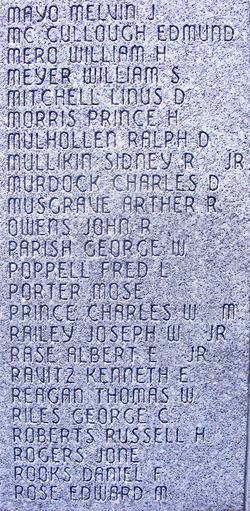 MAYO MELVIN J
MC CULLOUGH EDMUND
MERO WILLIAM H
MEYER WILLIAM S
MITCHELL LINUS D
MORRIS PRINCE H
MULHOLLEN RALPH D
MULLIKIN SIDNEY R JR
MURDOCK CHARLES D
MUSGRAVE ARTHER R
OWENS JOHN R
PARISH GEORGE W
POPPELL FRED L
PORTER MOSE
PRINCE CHARLES W M
RAILEY JOSEPH W JR
RASE ALBERT E JR
RAVITZ KENNETH E
REAGAN THOMAS W
RILES GEORGE C
ROBERTS RUSSELL H
ROGERS JONE
ROOKS DANIEL F
ROSE EDWARD M